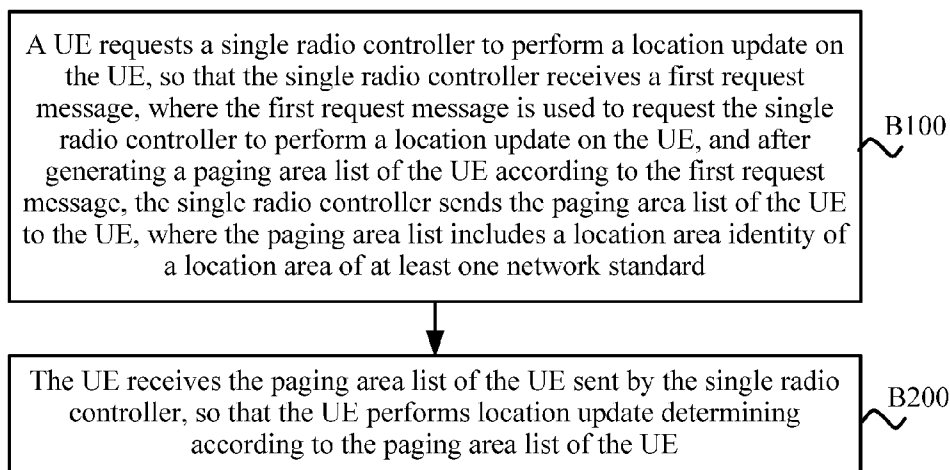 A UE requests a single radio controller to perform a location update on
the UE, so that the single radio controller receives a first request
message, where the first request message is used to request the single
radio controller to perform a location update on the UE, and after
generating a paging area list of the UE according to the first request
message, the single radio controller sends the paging area list of the UE
to the UE, where the paging area list includes a location area identity of
a location area of at least one network standard
B100
The UE receives the paging area list of the UE sent by the single radio
controller, so that the UE performs location update determining
according to the paging area list of the UE
B200